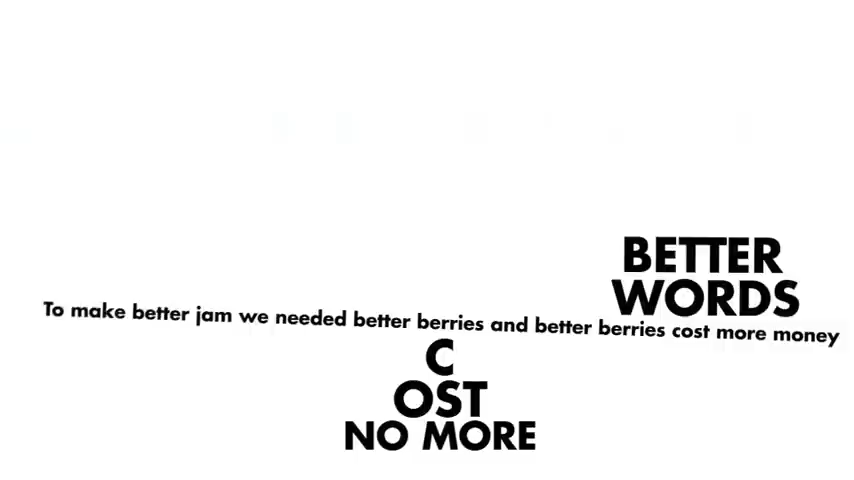 BETTER
WORDS
To make better jam we needed better berries and better berries cost more money
C
OST
NO MORE